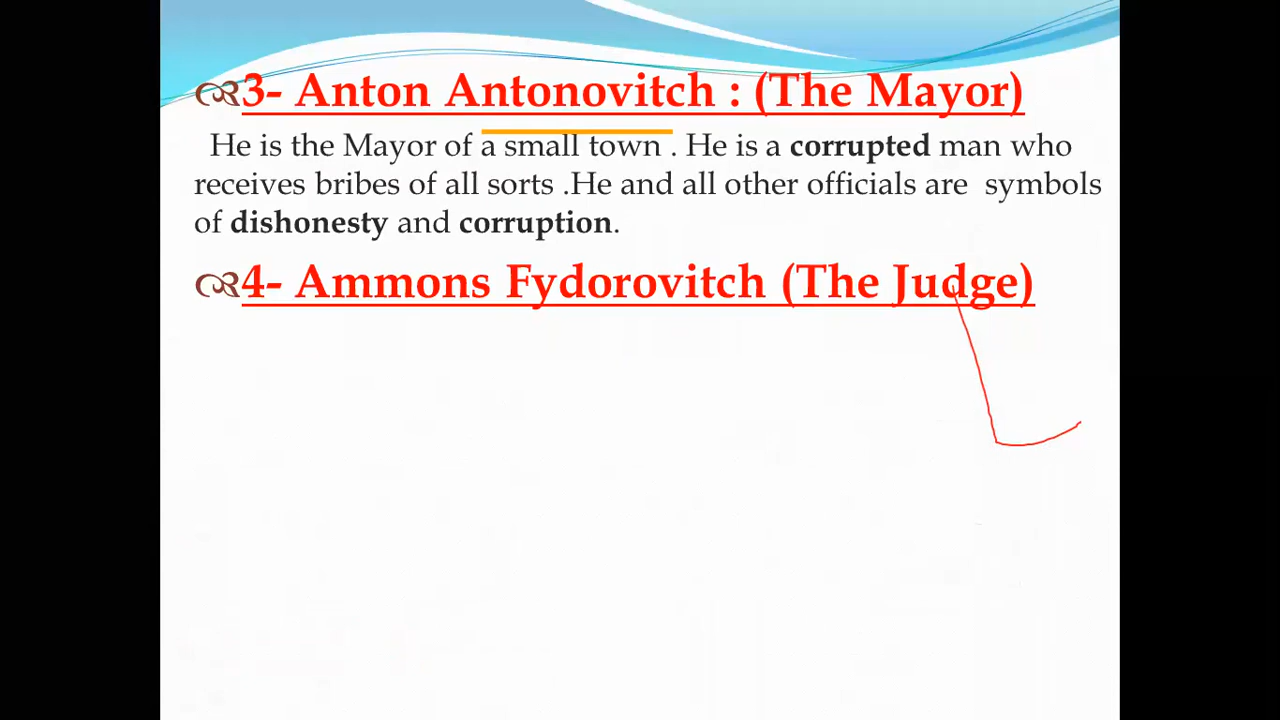 3- Anton Antonovitch : (The Mayor)
He is the Mayor of a small town . He is a corrupted man who
receives bribes of all sorts .He and all other officials are symbols
of dishonesty and corruption.
4- Ammons Fydorovitch (The Judge)